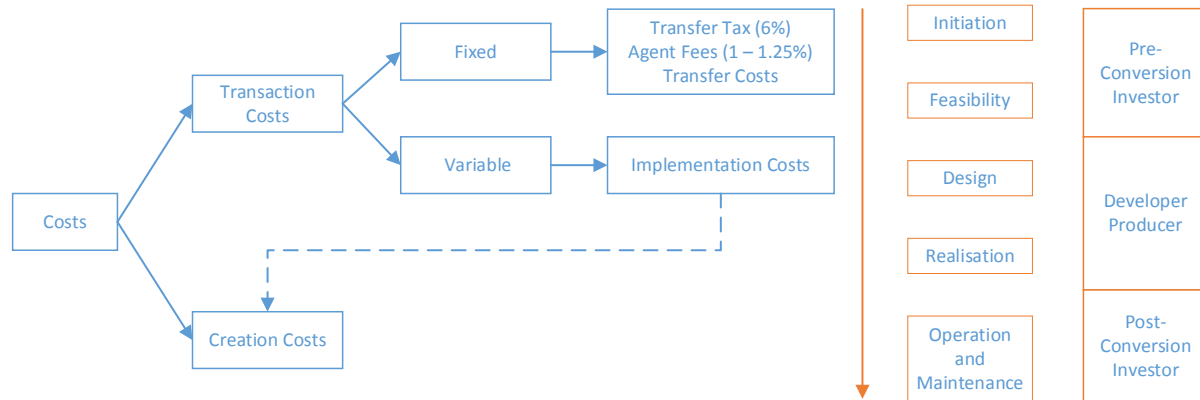 Costs
Transaction
Costs
Creation Costs
Fixed
Variable
Transfer Tax (6%)
Agent Fees (1 – 1.25%)
Transfer Costs
Implementation Costs
Initiation
Feasibility
Design
Realisation
Operation
and
Maintenance
Pre-
Conversion
Investor
Developer
Producer
Post-
Conversion
Investor